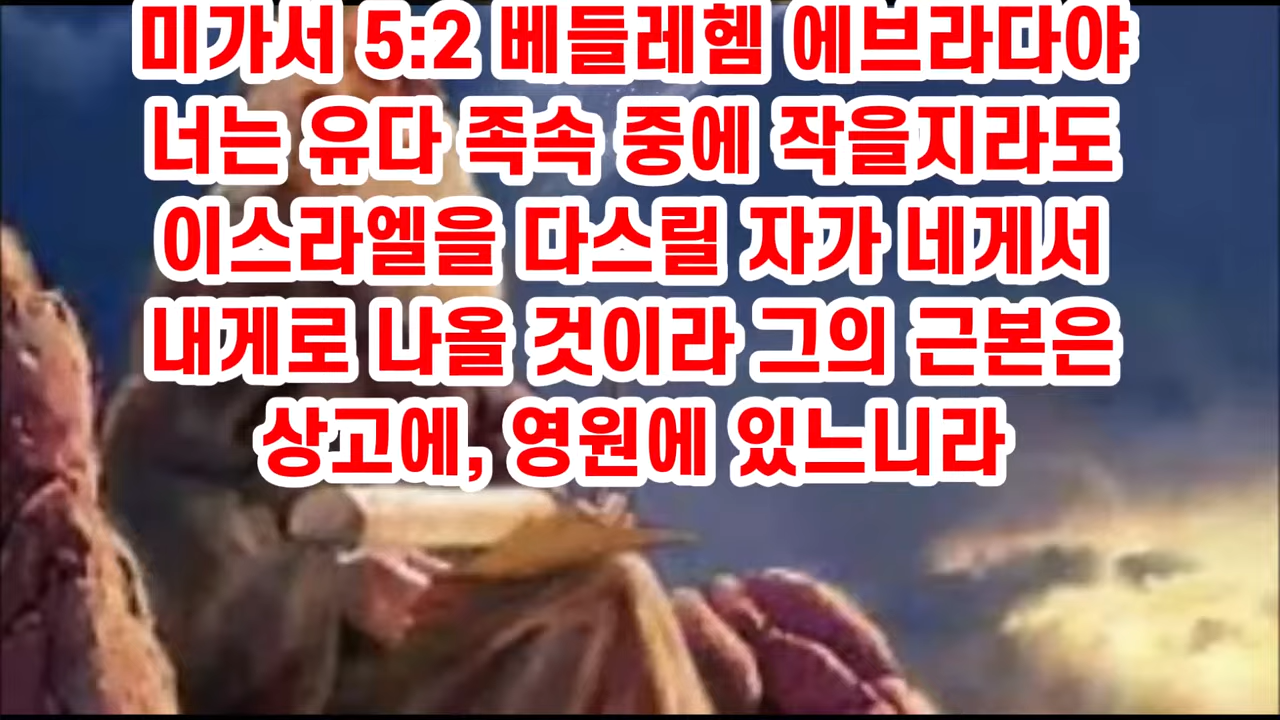 미가서 5:2 베들레헴 에브라다야
너는 유다 족속 중에 작을지라도
이스라엘을 다스릴 자가 네게서
내게로 나올 것이라 그의 근본은
상고에, 영원에 있느니라